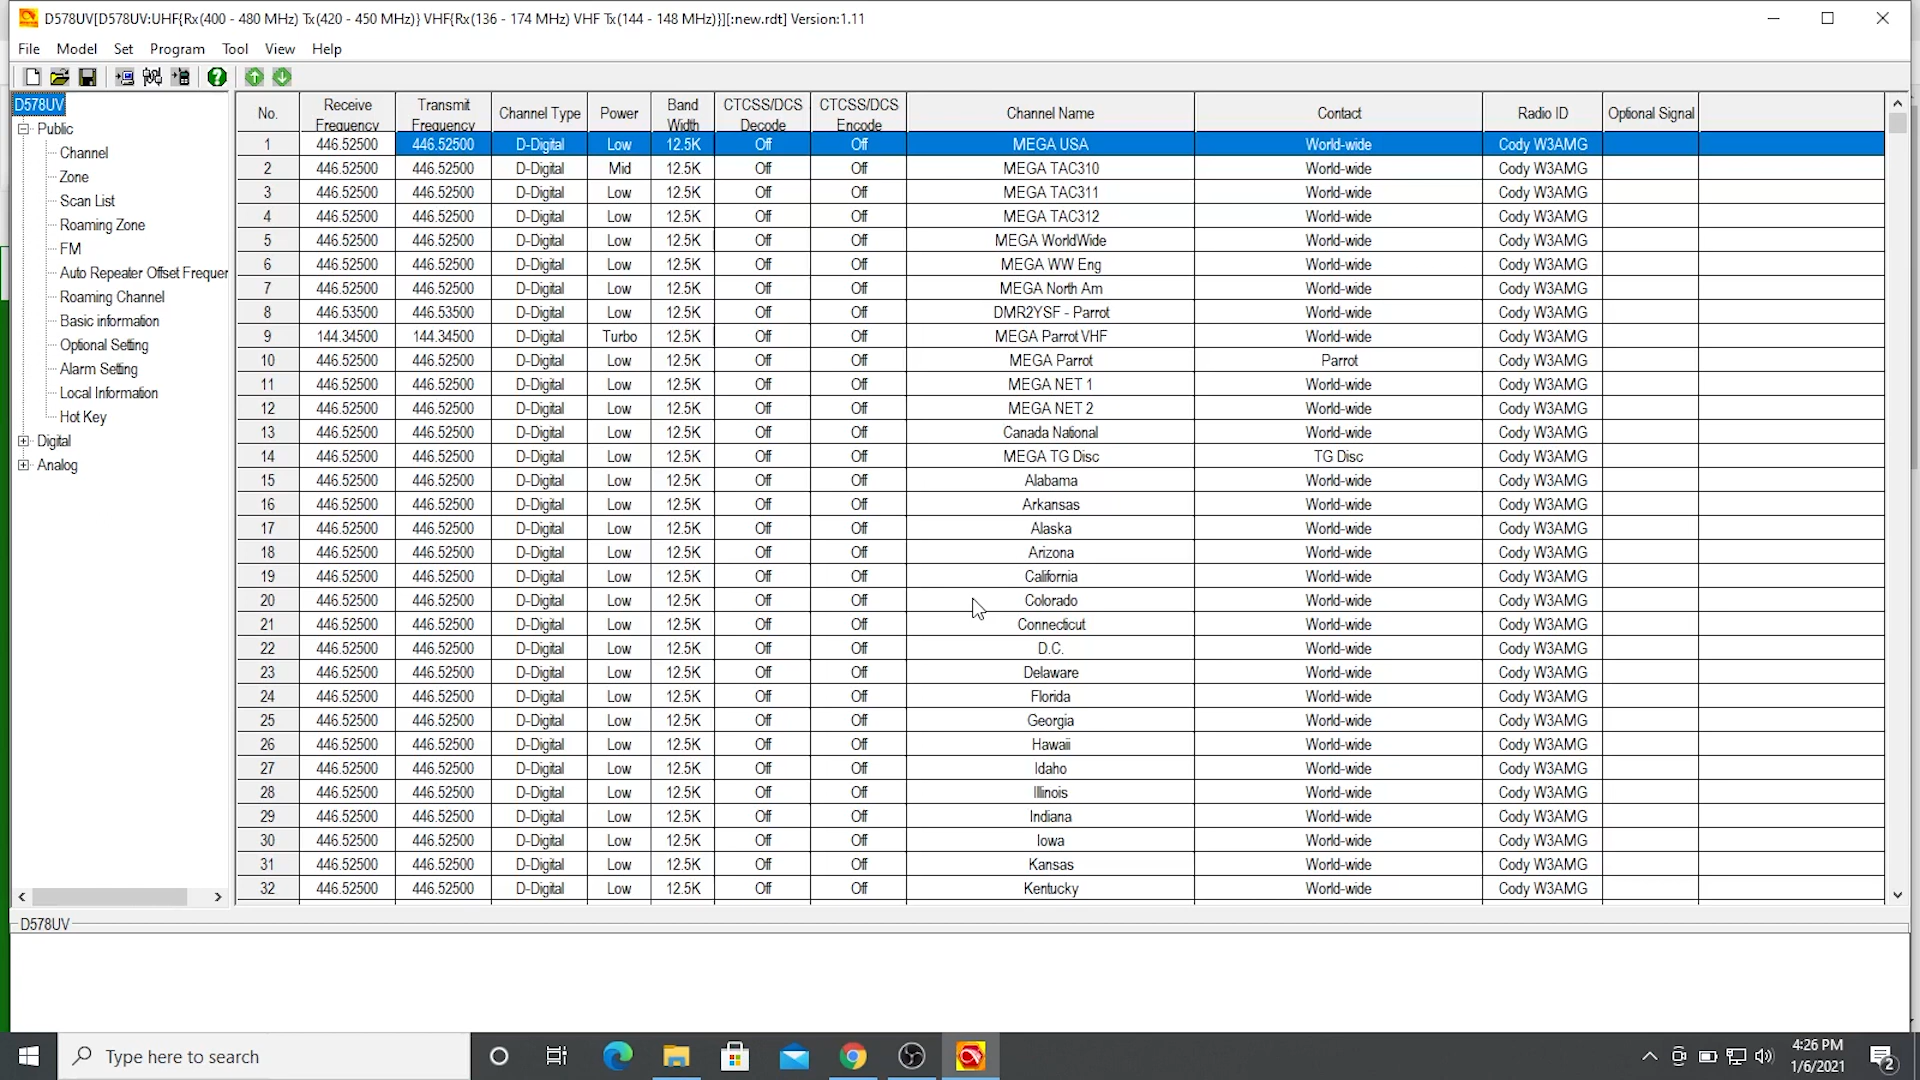 D578UV[D578UV:UHF{Rx(400 - 480 MHz) Tx(420 - 450 MHz)} VHF{Rx(136 - 174 MHz) VHF Tx(144 - 148 MHz)}][:new.rdt] Version:1.11
File Model Set Program Tool View Help
D578UV
Public
Channel
Zone
Scan List
Roaming Zone
FM
Auto Repeater Offset Frequer
Roaming Channel
Basic information
Optional Setting
Alarm Setting
Local Information
Hot Key
Digital
Analog
No. Receive Frequency Transmit Frequency Channel Type Power Band Width CTCSS/DCS Decode CTCSS/DCS Encode Channel Name Contact Radio ID Optional Signal
1 446.52500 446.52500 D-Digital Low 12.5K Off Off MEGA USA World-wide Cody W3AMG
2 446.52500 446.52500 D-Digital Mid 12.5K Off Off MEGA TAC310 World-wide Cody W3AMG
3 446.52500 446.52500 D-Digital Low 12.5K Off Off MEGA TAC311 World-wide Cody W3AMG
4 446.52500 446.52500 D-Digital Low 12.5K Off Off MEGA TAC312 World-wide Cody W3AMG
5 446.52500 446.52500 D-Digital Low 12.5K Off Off MEGA WorldWide World-wide Cody W3AMG
6 446.52500 446.52500 D-Digital Low 12.5K Off Off MEGA WW Eng World-wide Cody W3AMG
7 446.52500 446.52500 D-Digital Low 12.5K Off Off MEGA North Am World-wide Cody W3AMG
8 446.53500 446.53500 D-Digital Low 12.5K Off Off DMR2YSF - Parrot World-wide Cody W3AMG
9 144.34500 144.34500 D-Digital Turbo 12.5K Off Off MEGA Parrot VHF World-wide Cody W3AMG
10 446.52500 446.52500 D-Digital Low 12.5K Off Off MEGA Parrot Parrot Cody W3AMG
11 446.52500 446.52500 D-Digital Low 12.5K Off Off MEGA NET 1 World-wide Cody W3AMG
12 446.52500 446.52500 D-Digital Low 12.5K Off Off MEGA NET 2 World-wide Cody W3AMG
13 446.52500 446.52500 D-Digital Low 12.5K Off Off Canada National World-wide Cody W3AMG
14 446.52500 446.52500 D-Digital Low 12.5K Off Off MEGA TG Disc TG Disc Cody W3AMG
15 446.52500 446.52500 D-Digital Low 12.5K Off Off Alabama World-wide Cody W3AMG
16 446.52500 446.52500 D-Digital Low 12.5K Off Off Arkansas World-wide Cody W3AMG
17 446.52500 446.52500 D-Digital Low 12.5K Off Off Alaska World-wide Cody W3AMG
18 446.52500 446.52500 D-Digital Low 12.5K Off Off Arizona World-wide Cody W3AMG
19 446.52500 446.52500 D-Digital Low 12.5K Off Off California World-wide Cody W3AMG
20 446.52500 446.52500 D-Digital Low 12.5K Off Off Colorado World-wide Cody W3AMG
21 446.52500 446.52500 D-Digital Low 12.5K Off Off Connecticut World-wide Cody W3AMG
22 446.52500 446.52500 D-Digital Low 12.5K Off Off D.C. World-wide Cody W3AMG
23 446.52500 446.52500 D-Digital Low 12.5K Off Off Delaware World-wide Cody W3AMG
24 446.52500 446.52500 D-Digital Low 12.5K Off Off Florida World-wide Cody W3AMG
25 446.52500 446.52500 D-Digital Low 12.5K Off Off Georgia World-wide Cody W3AMG
26 446.52500 446.52500 D-Digital Low 12.5K Off Off Hawaii World-wide Cody W3AMG
27 446.52500 446.52500 D-Digital Low 12.5K Off Off Idaho World-wide Cody W3AMG
28 446.52500 446.52500 D-Digital Low 12.5K Off Off Illinois World-wide Cody W3AMG
29 446.52500 446.52500 D-Digital Low 12.5K Off Off Indiana World-wide Cody W3AMG
30 446.52500 446.52500 D-Digital Low 12.5K Off Off Iowa World-wide Cody W3AMG
31 446.52500 446.52500 D-Digital Low 12.5K Off Off Kansas World-wide Cody W3AMG
32 446.52500 446.52500 D-Digital Low 12.5K Off Off Kentucky World-wide Cody W3AMG
D578UV
Type here to search
4:26 PM
1/6/2021
2